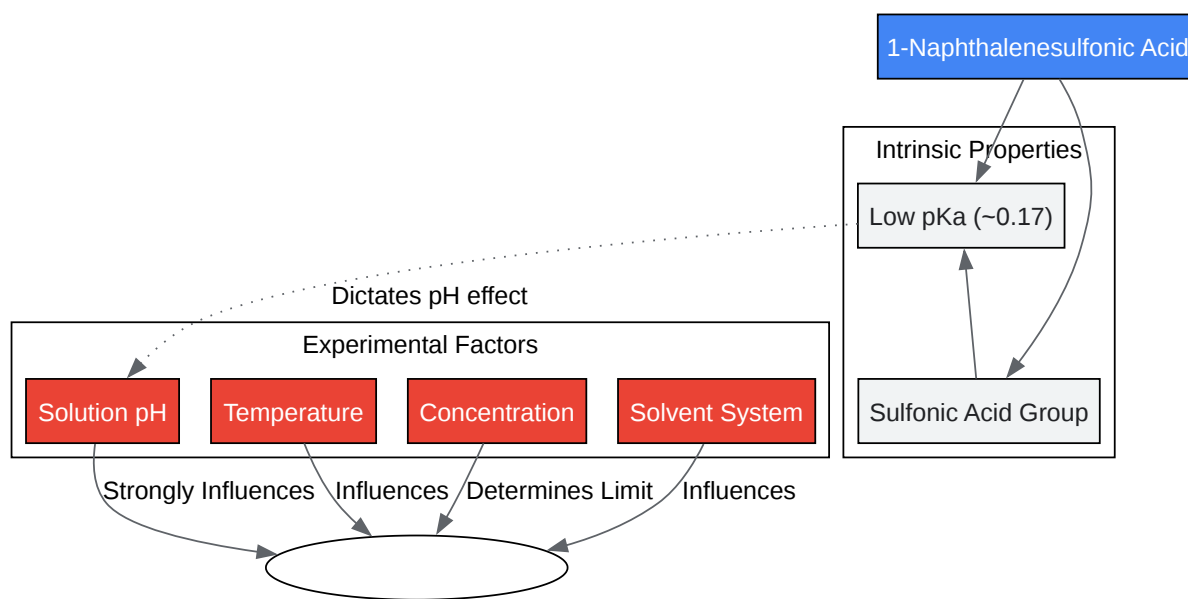 1-Naphthalenesulfonic Acid
Intrinsic Properties
Low pKa (~0.17)
Dictates pH effect
Experimental Factors
Solution pH
Temperature
Concentration
Solvent System
Sulfonic Acid Group
Strongly Influences
Influences
Determines Limit
Influences